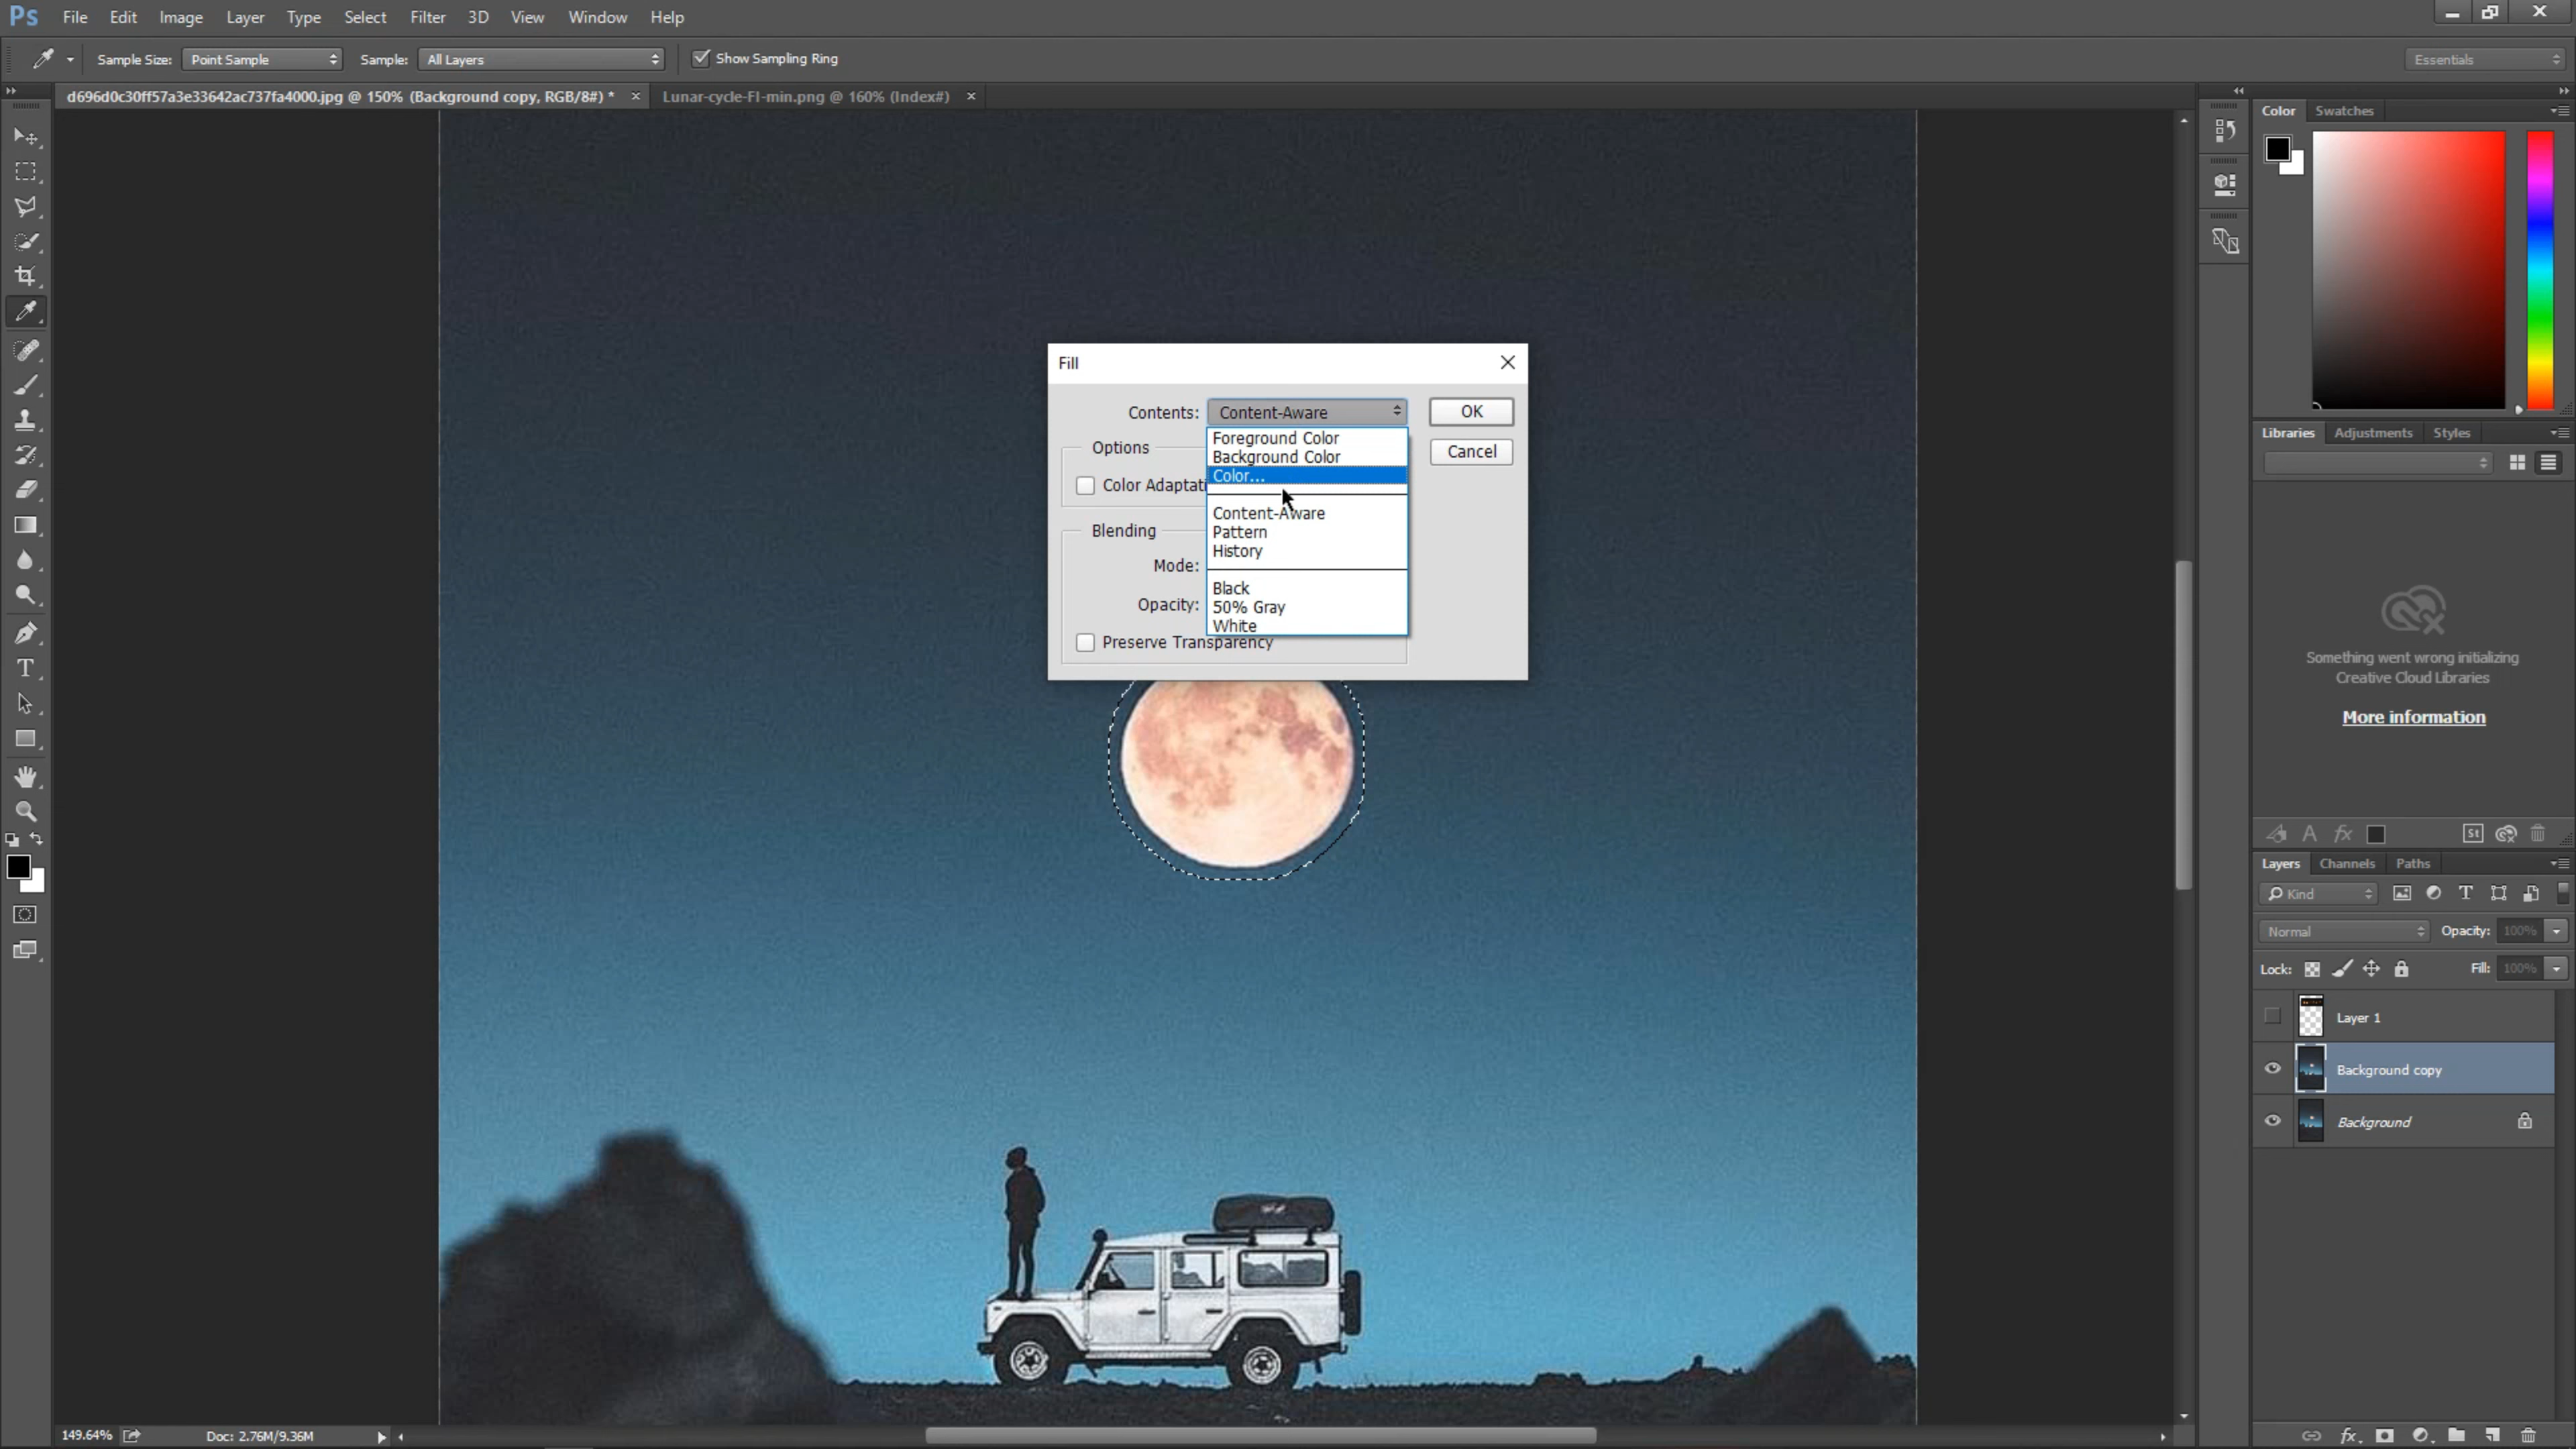 Ps File Edit Image Layer Type Select Filter 3D View Window Help
Sample Size: Point Sample Sample: All Layers Show Sampling Ring Essentials
d696d0c30ff57a3e33642ac737fa4000.jpg @ 150% (Background copy, RGB/8#) * × Lunar-cycle-FI-min.png @ 160% (Index#) ×
Color Swatches
Fill
Contents: Content-Aware OK
Foreground Color
Background Color
Color...
Content-Aware
Pattern
History
Black
50% Gray
White
Cancel
Options
Color Adaptati
Blending
Mode:
Opacity:
Preserve Transparency
Libraries Adjustments Styles
Something went wrong initializing
Creative Cloud Libraries
More information
A fx St
Layers Channels Paths
Kind T
Normal Opacity: 100%
Lock: Fill: 100%
Layer 1
Background copy
Background
fx
149.64% Doc: 2.76M/9.36M